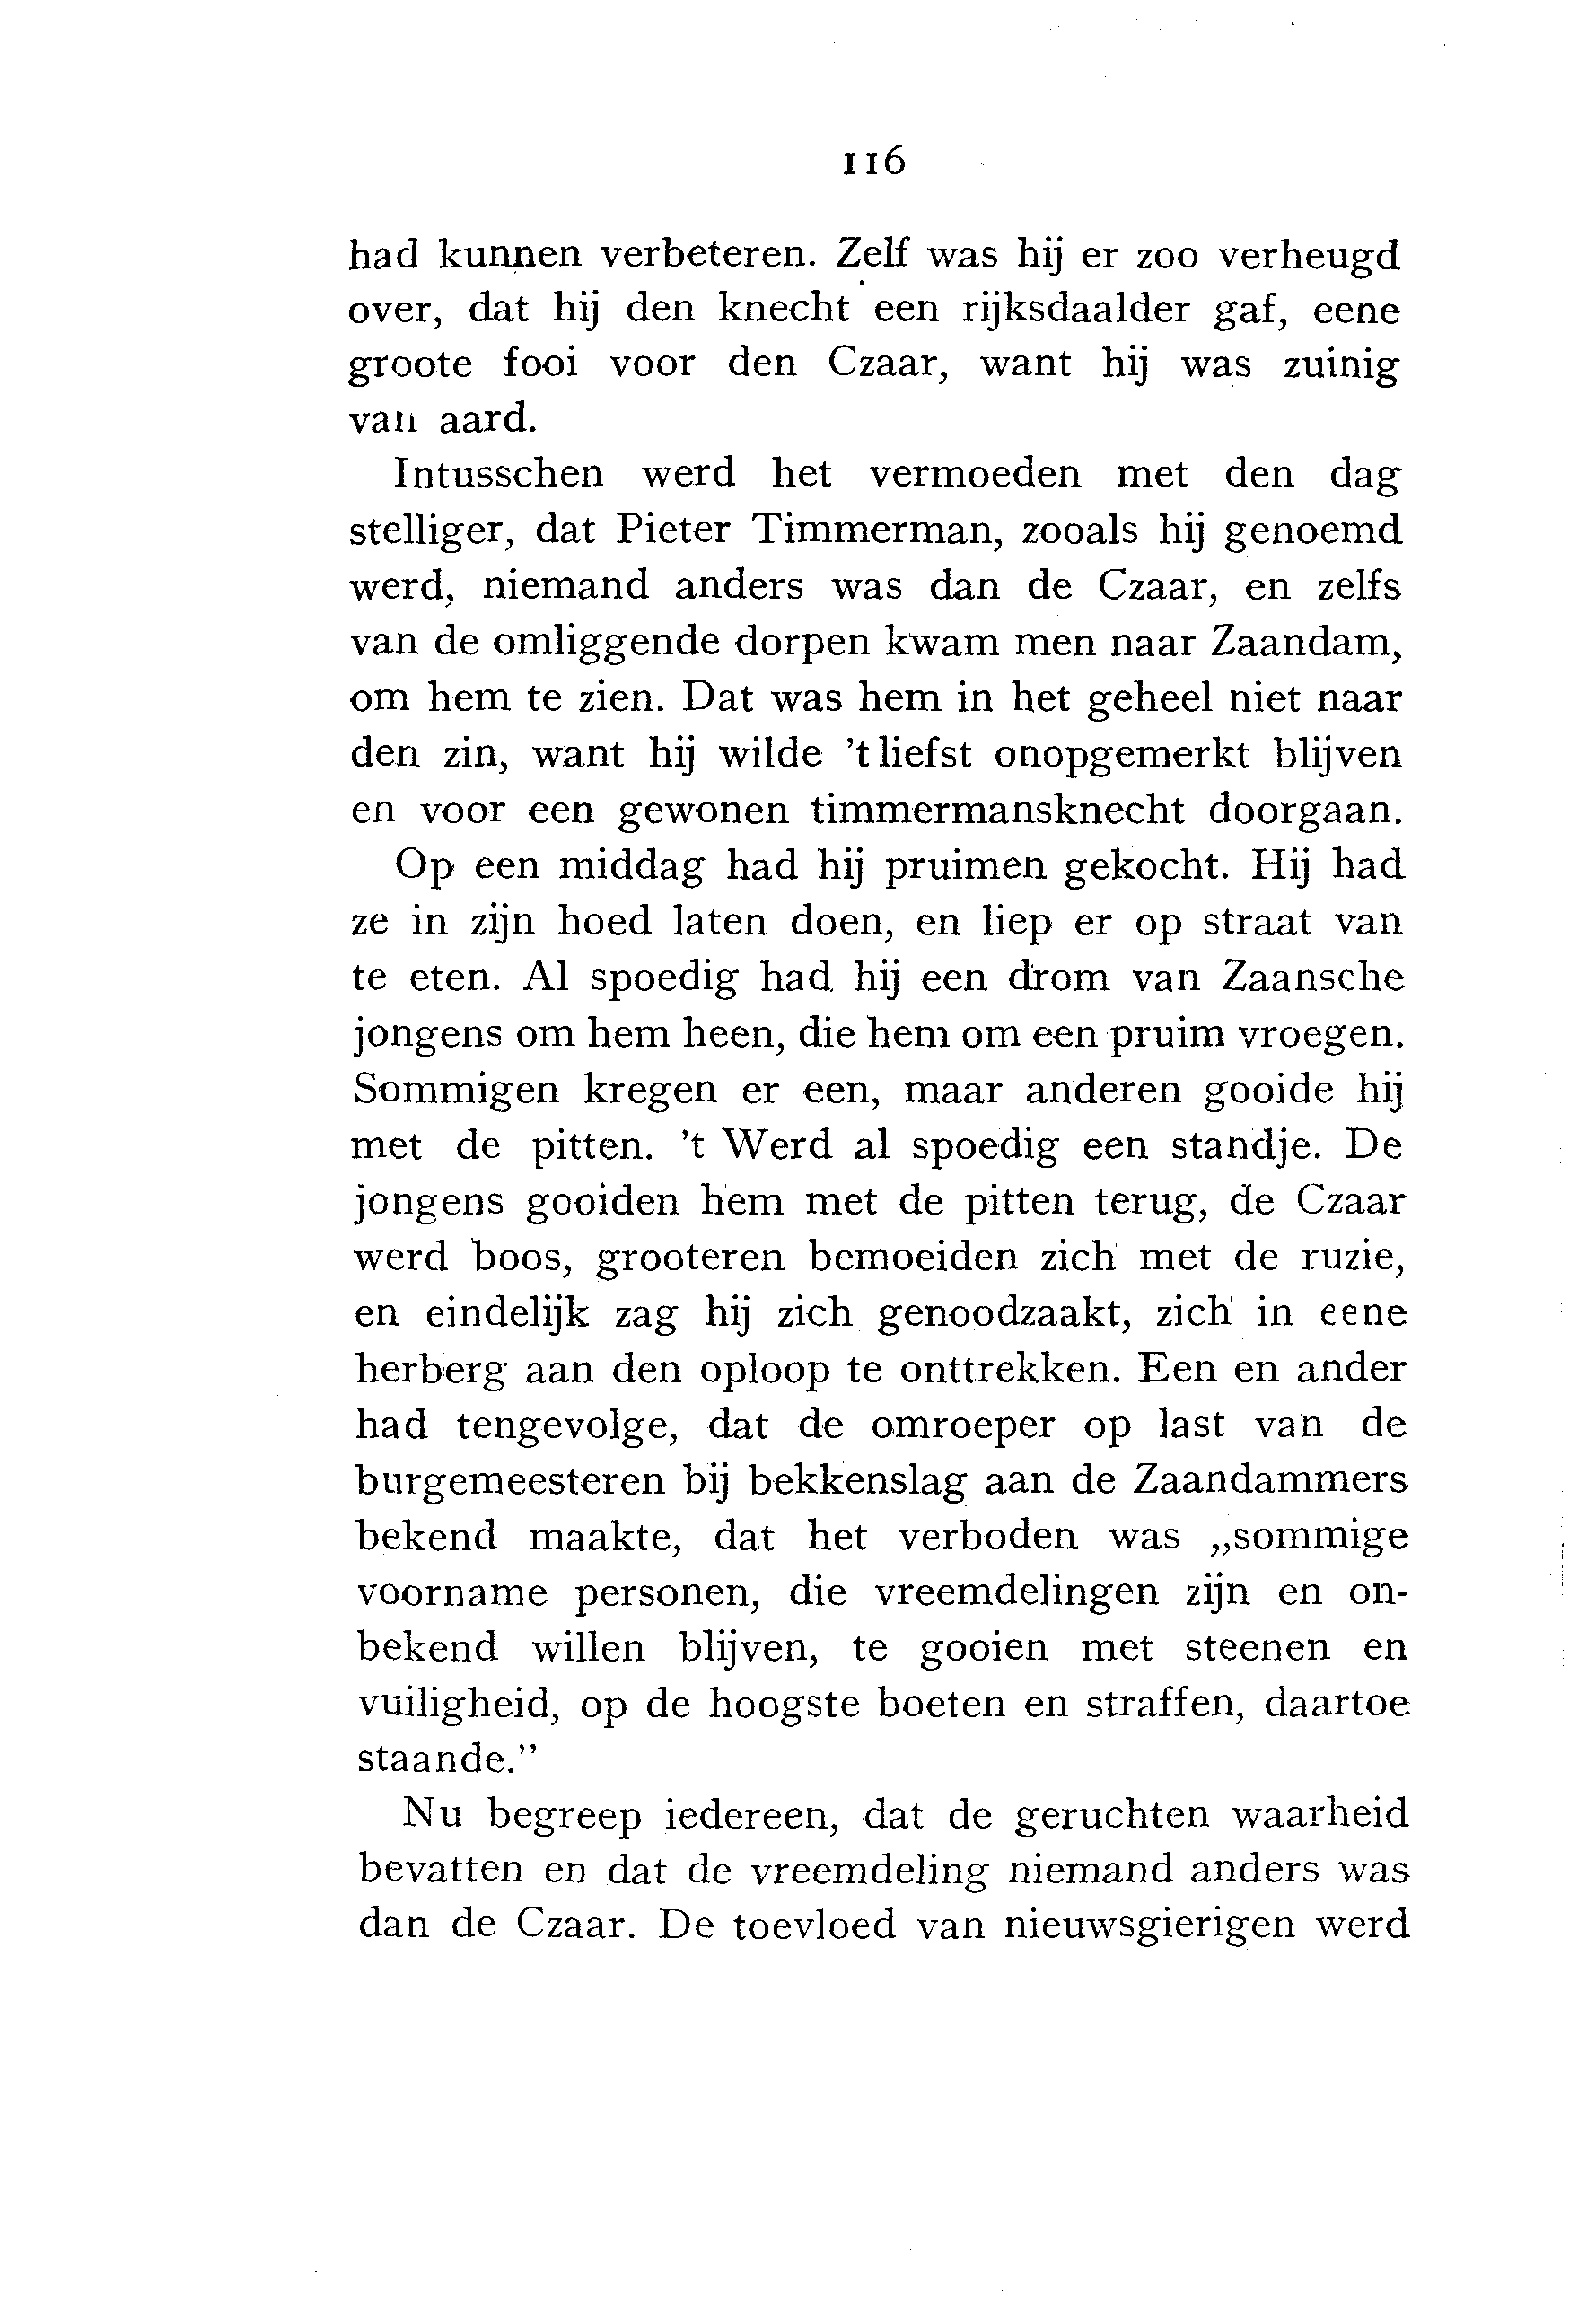 116
had kunnen verbeteren. Zelf was hij er zoo verheugd
over, dat hij den knecht een rijksdaalder gaf, eene
groote fooi voor den Czaar, want hij was zuinig
van aard.
Intusschen werd het vermoeden met den dag
stelliger, dat Pieter Timmerman, zooals hij genoemd
werd, niemand anders was dan de Czaar, en zelfs
van de omliggende dorpen kwam men naar Zaandam,
om hem te zien. Dat was hem in het geheel niet naar
den zin, want hij wilde 't liefst onopgemerkt blijven
en voor een gewonen timmermansknecht doorgaan.
Op een middag had hij pruimen gekocht. Hij had
ze in zijn hoed laten doen, en liep er op straat van
te eten. Al spoedig had hij een drom van Zaansche
jongens om hem heen, die hem om een pruim vroegen.
Sommigen kregen er een, maar anderen gooide hij
met de pitten. 't Werd al spoedig een standje. De
jongens gooiden hem met de pitten terug, de Czaar
werd boos, grooteren bemoeiden zich met de ruzie,
en eindelijk zag hij zich genoodzaakt, zich in eene
herberg aan den oploop te onttrekken. Een en ander
had tengevolge, dat de omroeper op last van de
burgemeesteren bij bekkenslag aan de Zaandammers
bekend maakte, dat het verboden was „sommige
voorname personen, die vreemdelingen zijn en on-
bekend willen blijven, te gooien met steenen en
vuiligheid, op de hoogste boeten en straffen, daartoe
staande.”
Nu begreep iedereen, dat de geruchten waarheid
bevatten en dat de vreemdeling niemand anders was
dan de Czaar. De toevloed van nieuwsgierigen werd